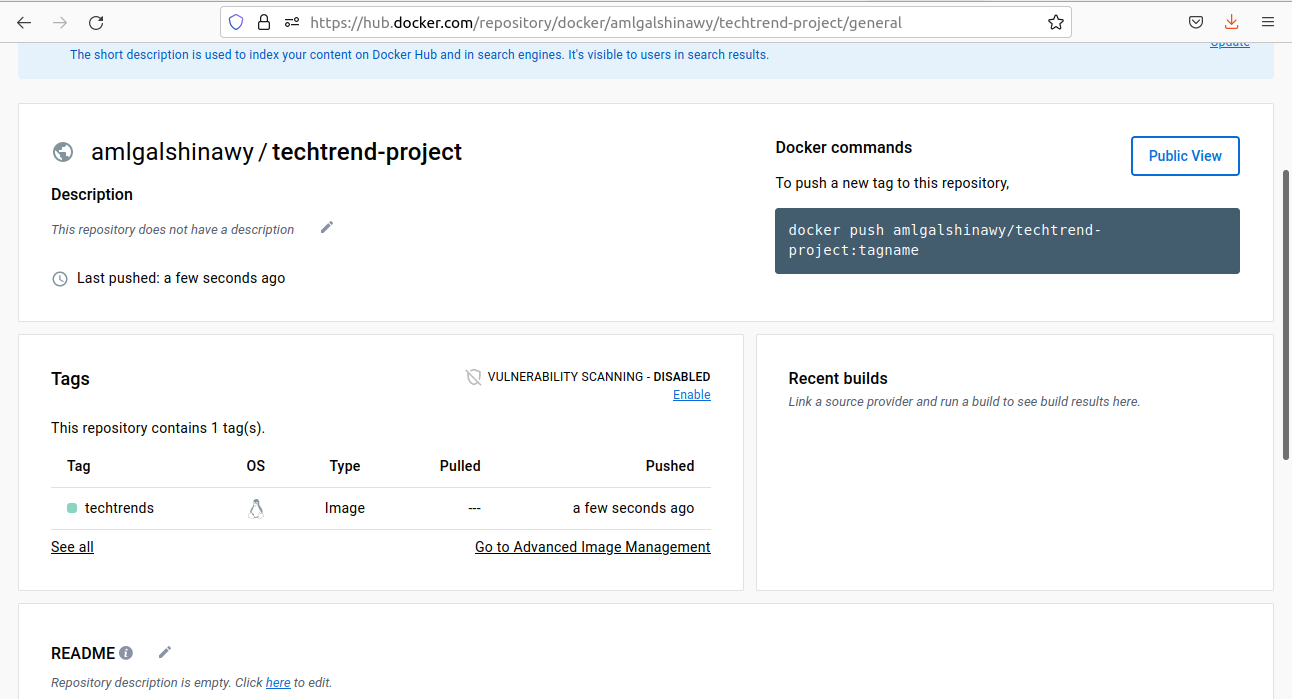 https://hub.docker.com/repository/docker/amlgalshinawy/techtrend-project/general
The short description is used to index your content on Docker Hub and in search engines. It's visible to users in search results.
Update
amlgalshinawy / techtrend-project
Description
This repository does not have a description
Last pushed: a few seconds ago
Docker commands
Public View
To push a new tag to this repository,
docker push amlgalshinawy/techtrend-
project:tagname
Tags
VULNERABILITY SCANNING - DISABLED
Enable
This repository contains 1 tag(s).
Tag OS Type Pulled Pushed
techtrends Image --- a few seconds ago
See all
Go to Advanced Image Management
Recent builds
Link a source provider and run a build to see build results here.
README
Repository description is empty. Click here to edit.